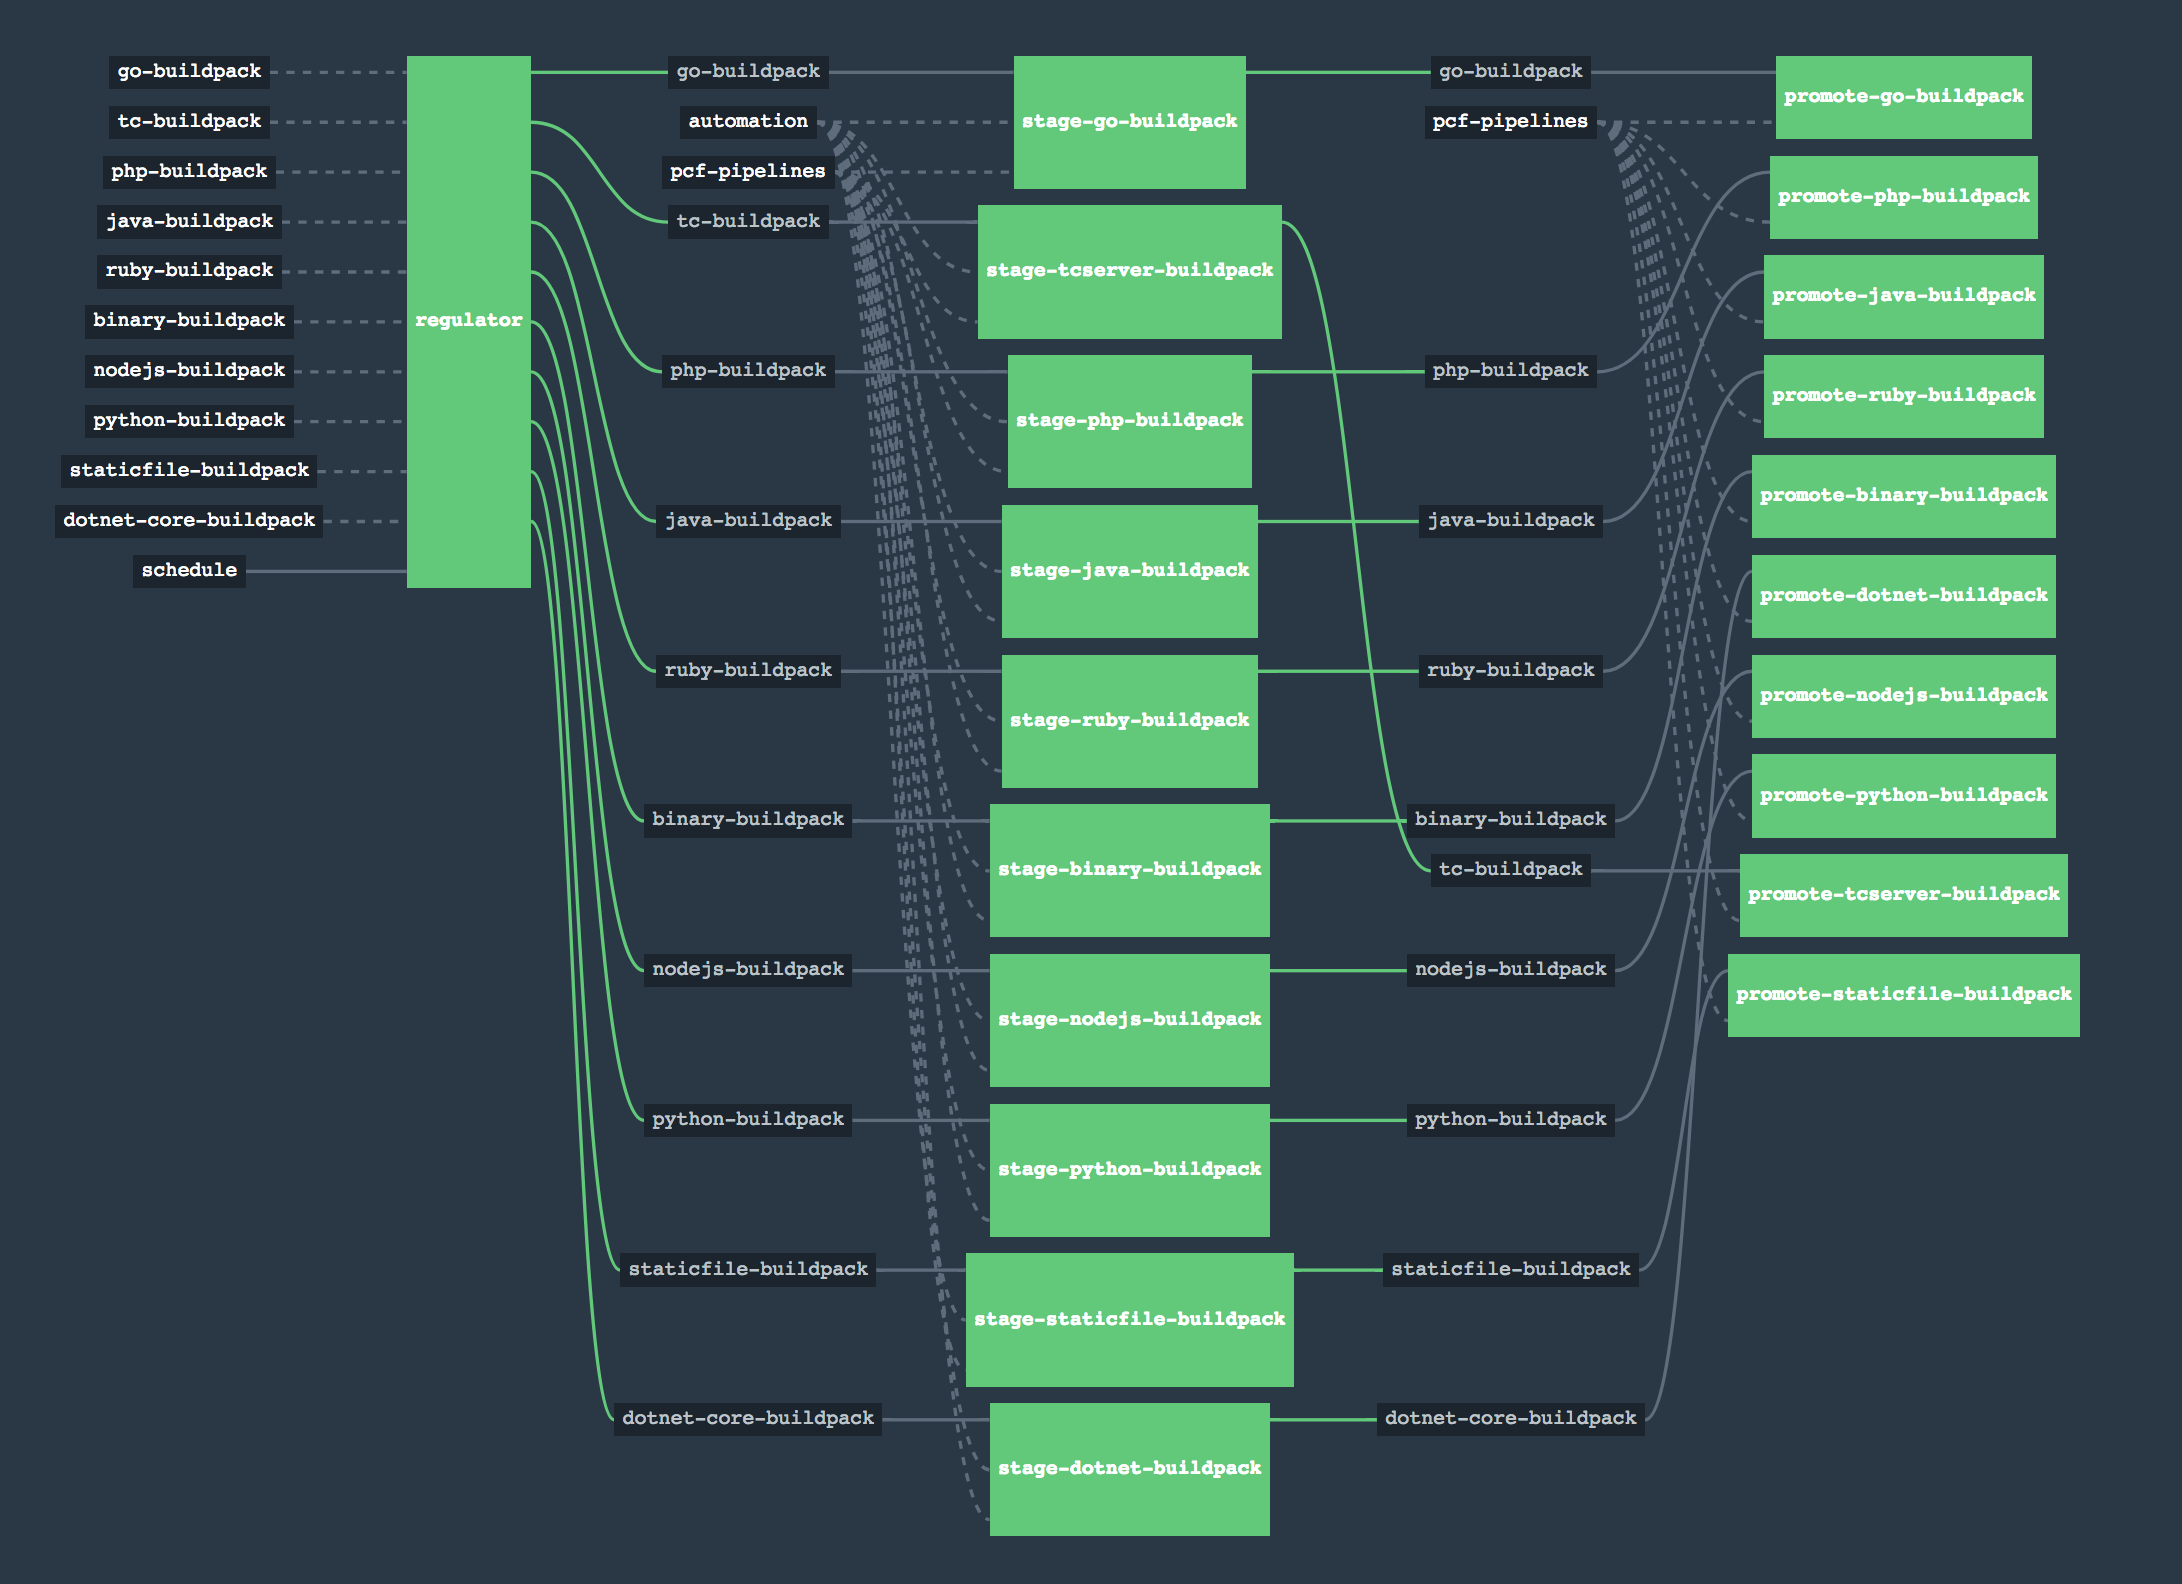 go-buildpack
tc-buildpack
php-buildpack
java-buildpack
ruby-buildpack
binary-buildpack
nodejs-buildpack
python-buildpack
staticfile-buildpack
dotnet-core-buildpack
schedule
regulator
go-buildpack
automation
pcf-pipelines
tc-buildpack
php-buildpack
java-buildpack
ruby-buildpack
binary-buildpack
nodejs-buildpack
python-buildpack
staticfile-buildpack
dotnet-core-buildpack
stage-go-buildpack
stage-tcserver-buildpack
stage-php-buildpack
stage-java-buildpack
stage-ruby-buildpack
stage-binary-buildpack
stage-nodejs-buildpack
stage-python-buildpack
stage-staticfile-buildpack
stage-dotnet-buildpack
go-buildpack
pcf-pipelines
php-buildpack
java-buildpack
ruby-buildpack
binary-buildpack
tc-buildpack
nodejs-buildpack
python-buildpack
staticfile-buildpack
dotnet-core-buildpack
promote-go-buildpack
promote-php-buildpack
promote-java-buildpack
promote-ruby-buildpack
promote-binary-buildpack
promote-dotnet-buildpack
promote-nodejs-buildpack
promote-python-buildpack
promote-tcserver-buildpack
promote-staticfile-buildpack